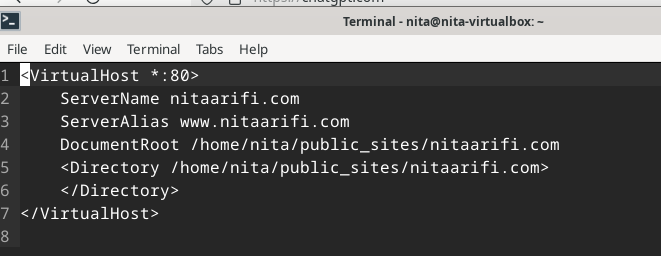 https://chatgpt.com
Terminal - nita@nita-virtualbox: ~
File Edit View Terminal Tabs Help
1 <VirtualHost *:80>
2     ServerName nitaarifi.com
3     ServerAlias www.nitaarifi.com
4     DocumentRoot /home/nita/public_sites/nitaarifi.com
5     <Directory /home/nita/public_sites/nitaarifi.com>
6     </Directory>
7 </VirtualHost>
8